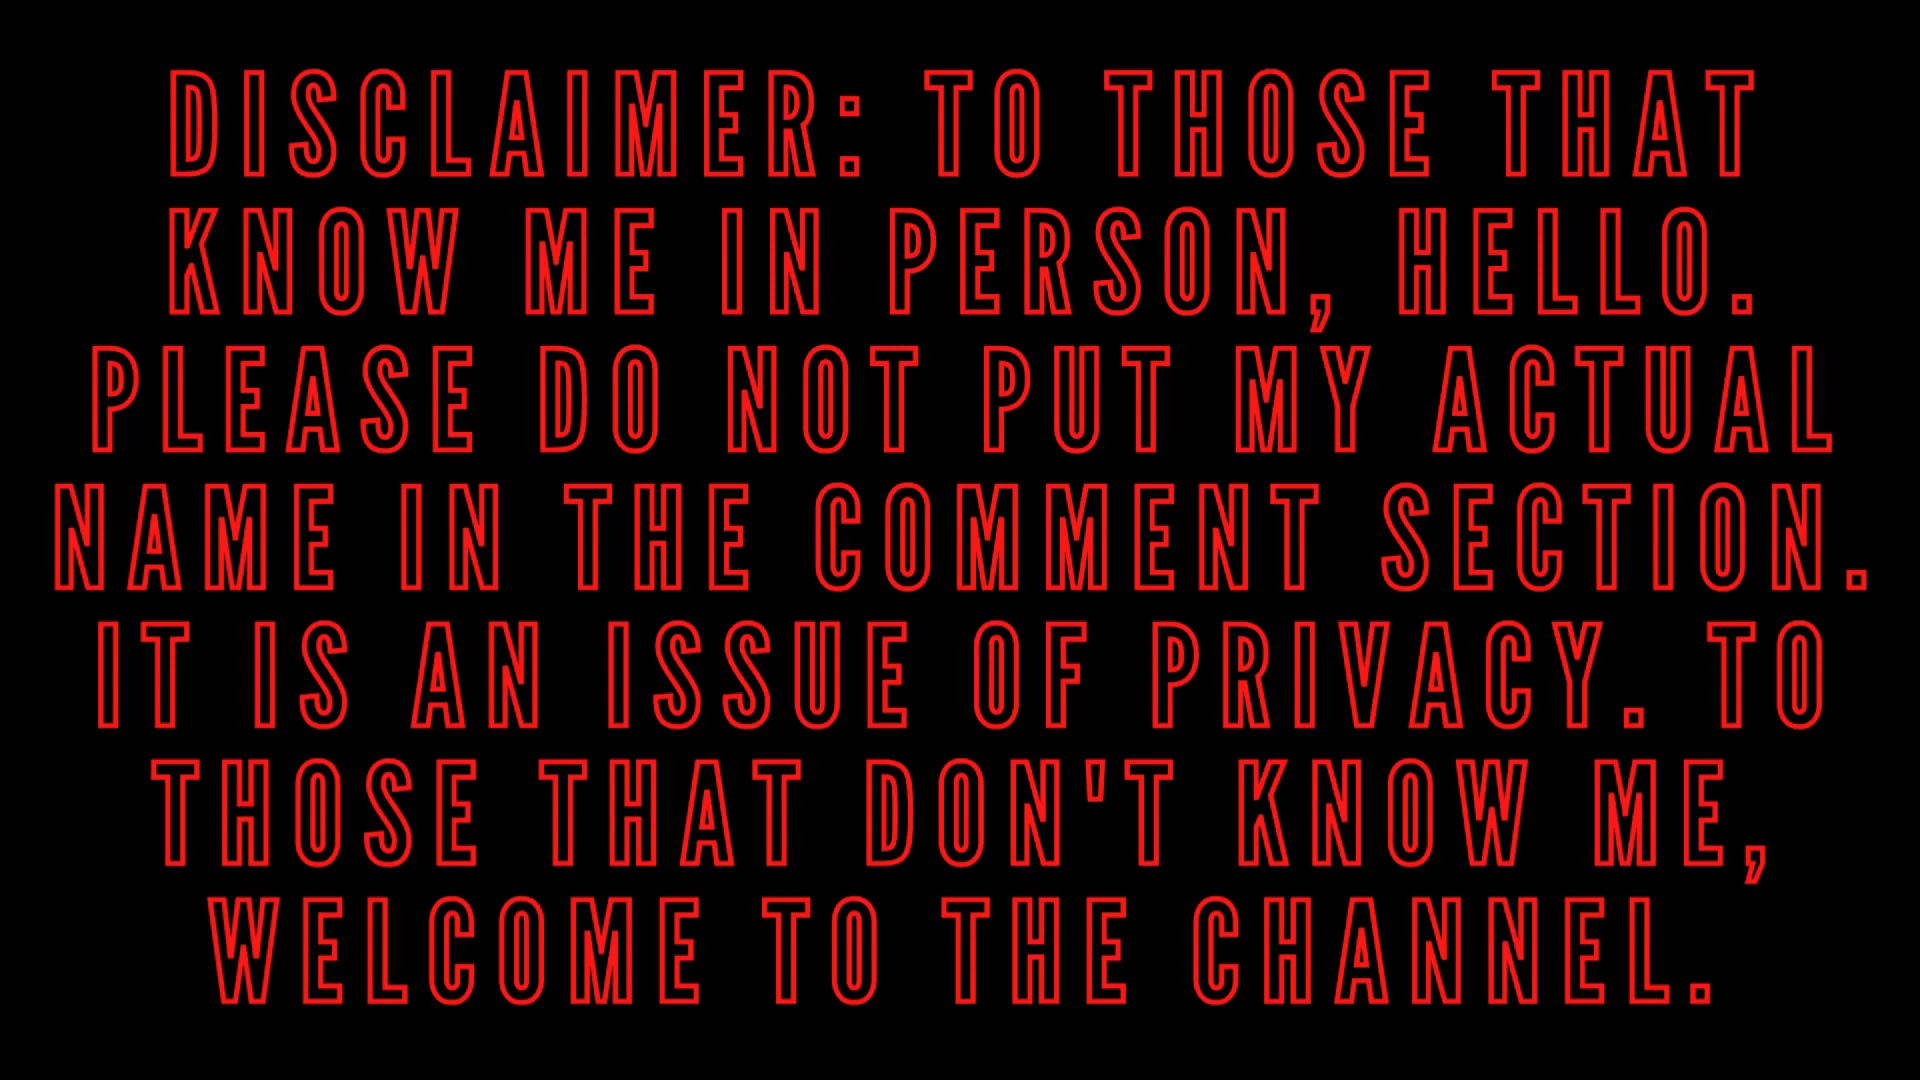 DISCLAIMER: TO THOSE THAT
KNOW ME IN PERSON, HELLO.
PLEASE DO NOT PUT MY ACTUAL
NAME IN THE COMMENT SECTION.
IT IS AN ISSUE OF PRIVACY. TO
THOSE THAT DON'T KNOW ME,
WELCOME TO THE CHANNEL.